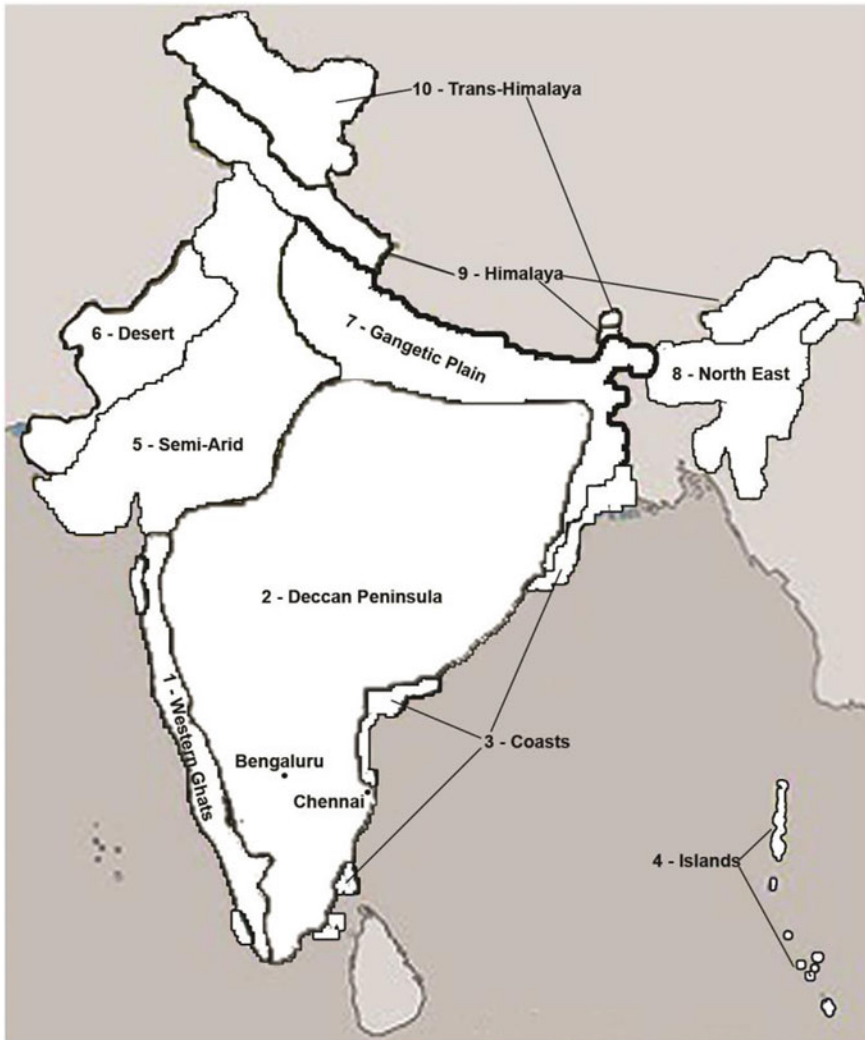 10 - Trans-Himalaya
9 - Himalaya
6 - Desert
7 - Gangetic Plain
8 - North East
5 - Semi-Arid
2 - Deccan Peninsula
1 - Western Ghats
3 - Coasts
Bengaluru
Chennai
4 - Islands